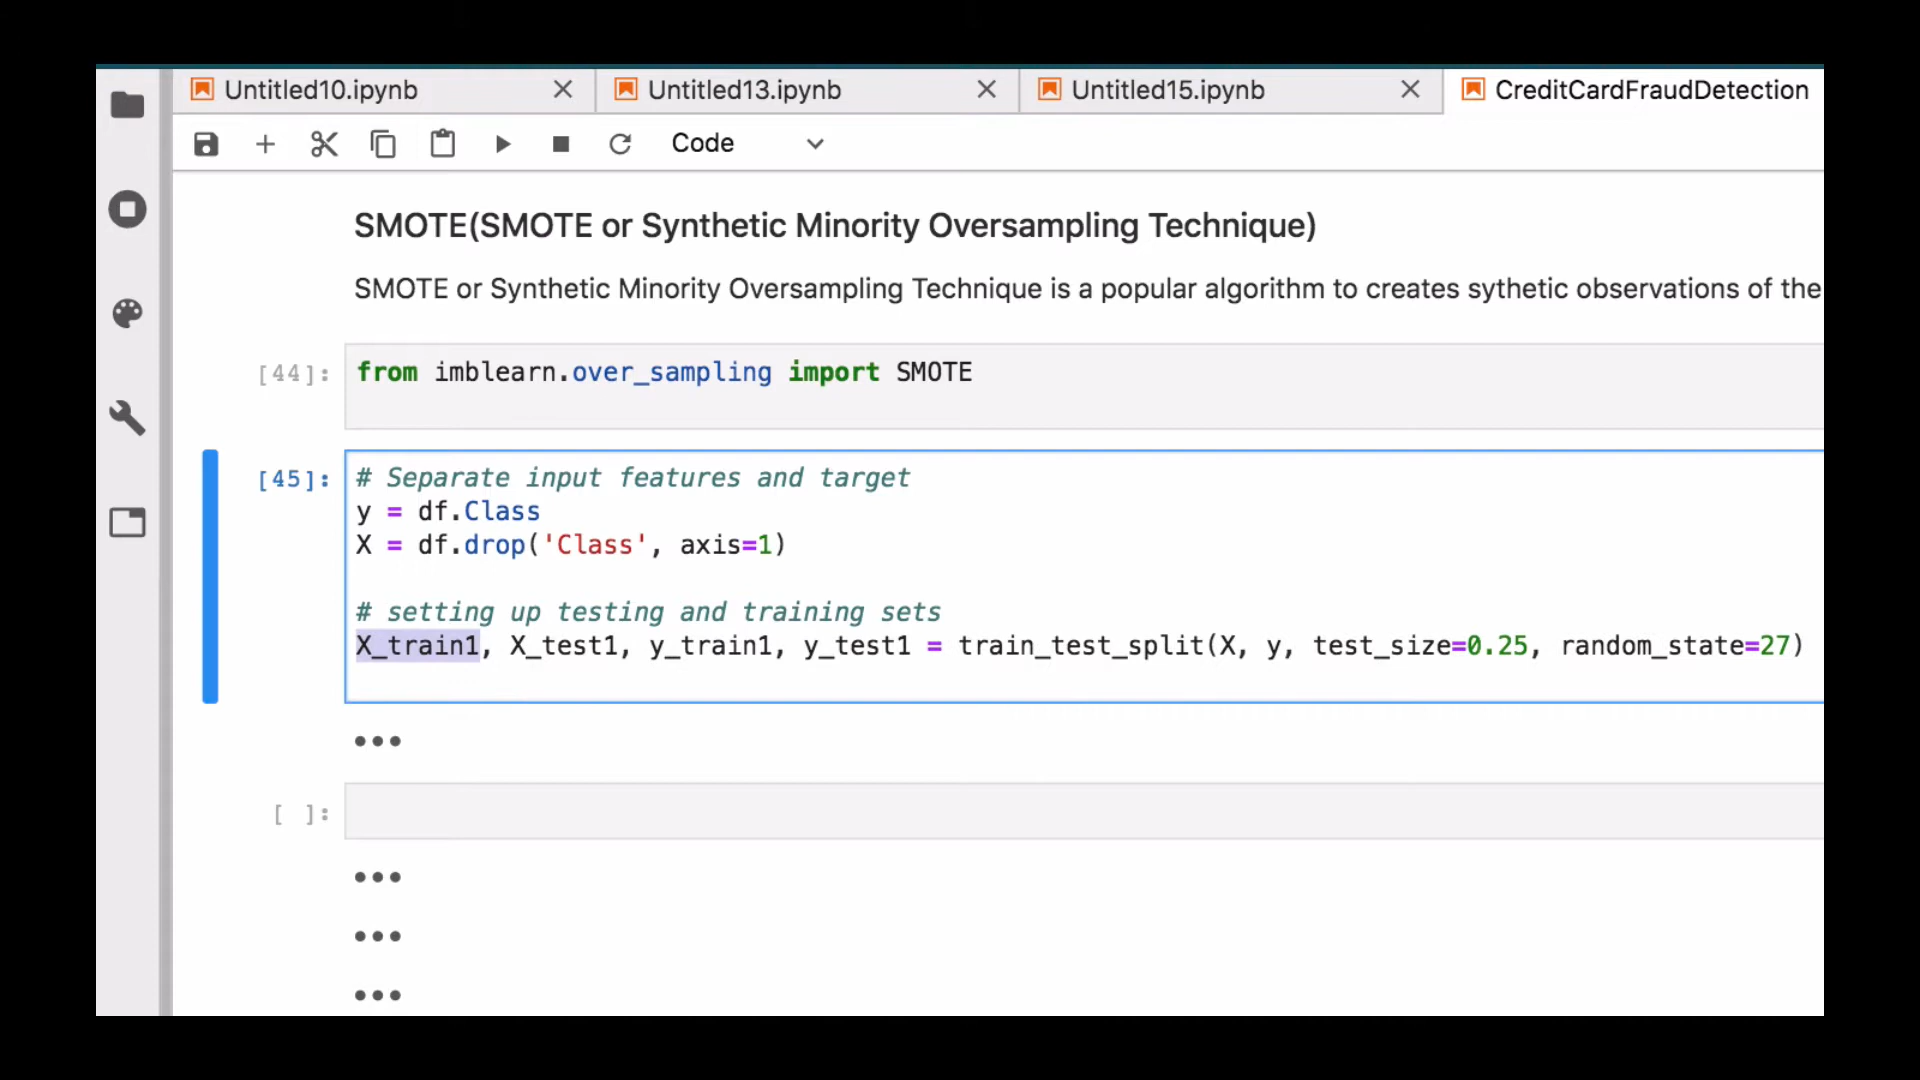 Untitled10.ipynb
Untitled13.ipynb
Untitled15.ipynb
CreditCardFraudDetection
Code
SMOTE(SMOTE or Synthetic Minority Oversampling Technique)
SMOTE or Synthetic Minority Oversampling Technique is a popular algorithm to creates sythetic observations of the
[44]:
from imblearn.over_sampling import SMOTE
[45]:
# Separate input features and target
y = df.Class
X = df.drop('Class', axis=1)
# setting up testing and training sets
X_train1, X_test1, y_train1, y_test1 = train_test_split(X, y, test_size=0.25, random_state=27)
[ ]: